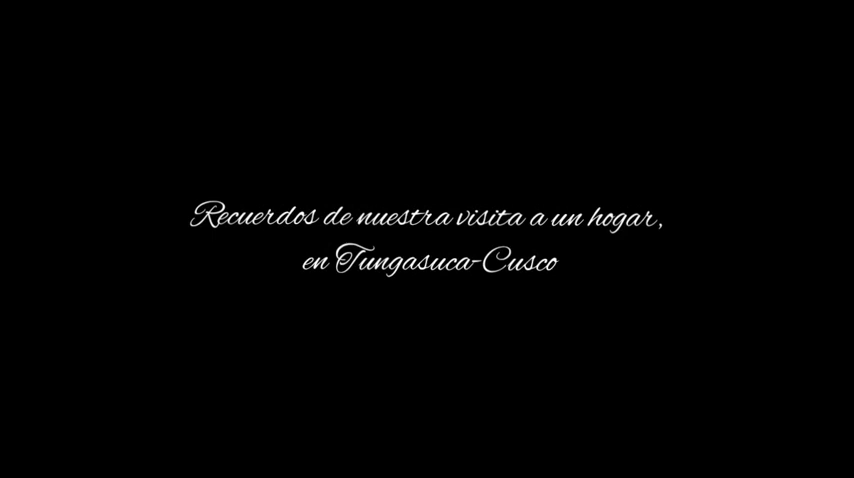 Recuerdos de nuestra visita a un hogar,
en Tungasuca-Cusco